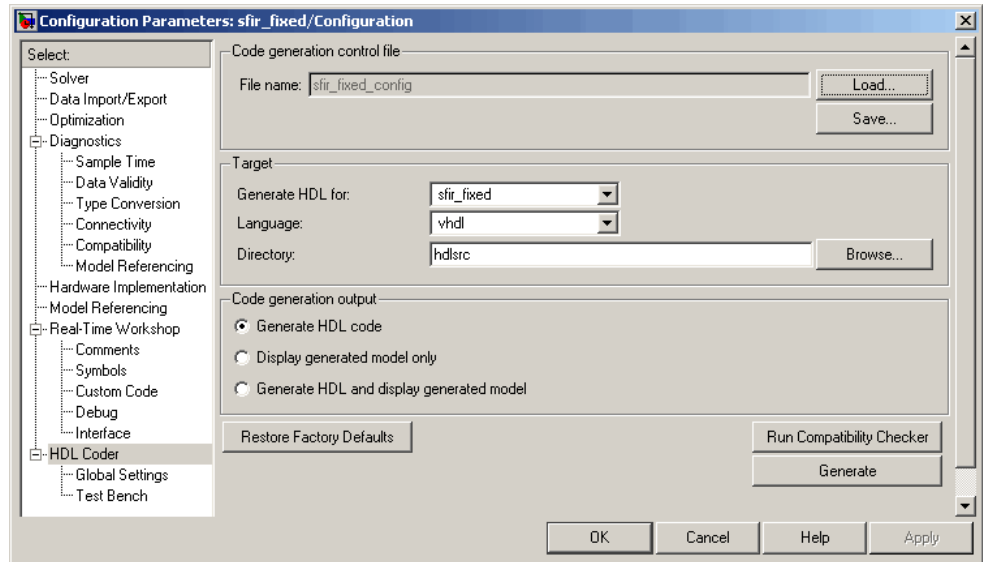 Configuration Parameters: sfir_fixed/Configuration
Select:
Solver
Data Import/Export
Optimization
Diagnostics
Sample Time
Data Validity
Type Conversion
Connectivity
Compatibility
Model Referencing
Hardware Implementation
Model Referencing
Real-Time Workshop
Comments
Symbols
Custom Code
Debug
Interface
HDL Coder
Global Settings
Test Bench
Code generation control file
File name: sfir_fixed_config
Load...
Save...
Target
Generate HDL for: sfir_fixed
Language: vhdl
Directory: hdlsrc Browse...
Code generation output
Generate HDL code
Display generated model only
Generate HDL and display generated model
Restore Factory Defaults
Run Compatibility Checker
Generate
OK Cancel Help Apply